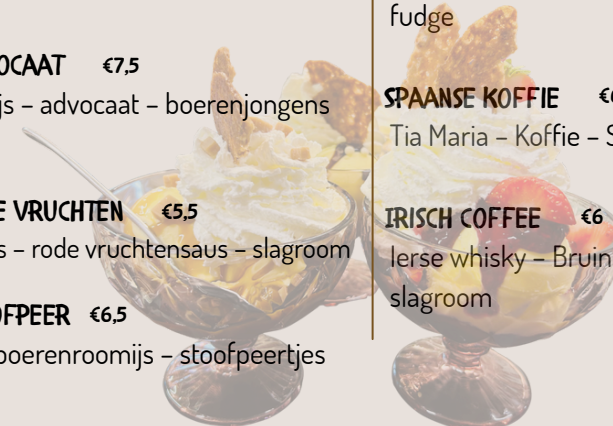 OCAAT €7,5
js – advocaat – boerenjongens
E VRUCHTEN €5,5
s – rode vruchtensaus – slagroom
OFPEER €6,5
boerenroomijs – stoofpeertjes
fudge
SPAANSE KOFFIE
Tia Maria – Koffie – S
IRISCH COFFEE €6
Ierse whisky – Bruin
slagroom